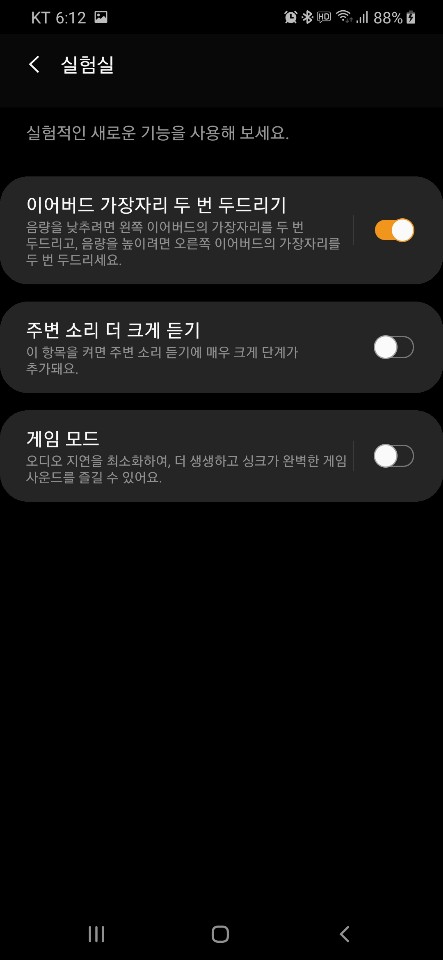 KT 6:12 HD 88%
실험실
실험적인 새로운 기능을 사용해 보세요.
이어버드 가장자리 두 번 두드리기
음량을 낮추려면 왼쪽 이어버드의 가장자리를 두 번
두드리고, 음량을 높이려면 오른쪽 이어버드의 가장자리를
두 번 두드리세요.
주변 소리 더 크게 듣기
이 항목을 켜면 주변 소리 듣기에 매우 크게 단계가
추가돼요.
게임 모드
오디오 지연을 최소화하여, 더 생생하고 싱크가 완벽한 게임
사운드를 즐길 수 있어요.